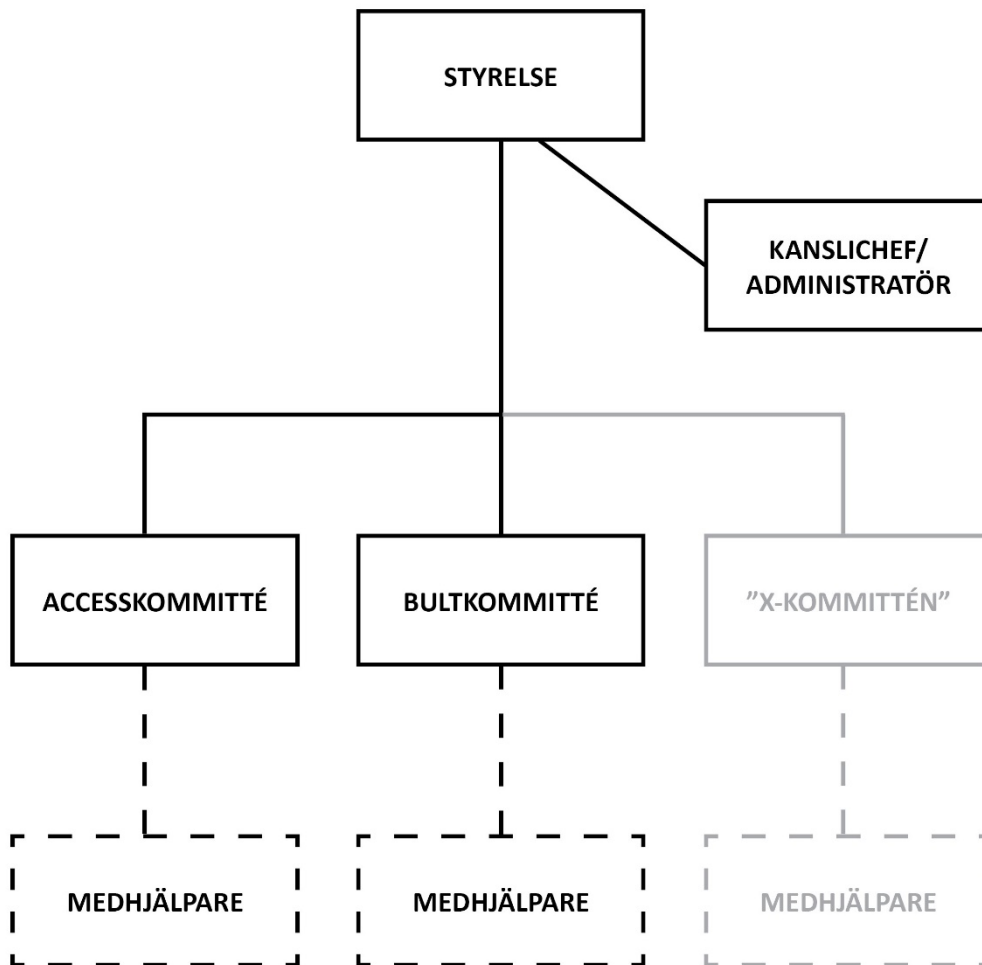 STYRELSE
KANSLICHEF/
ADMINISTRATÖR
ACCESSKOMMITTÉ
BULTKOMMITTÉ
”X-KOMMITTÉN”
MEDHJÄLPARE
MEDHJÄLPARE
MEDHJÄLPARE